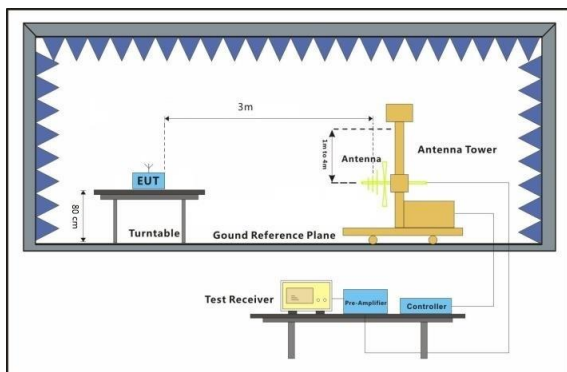 3m
1m to 4m
Antenna
Antenna Tower
EUT
80 cm
Turntable
Gound Reference Plane
Test Receiver
Pre-Amplifier
Controller